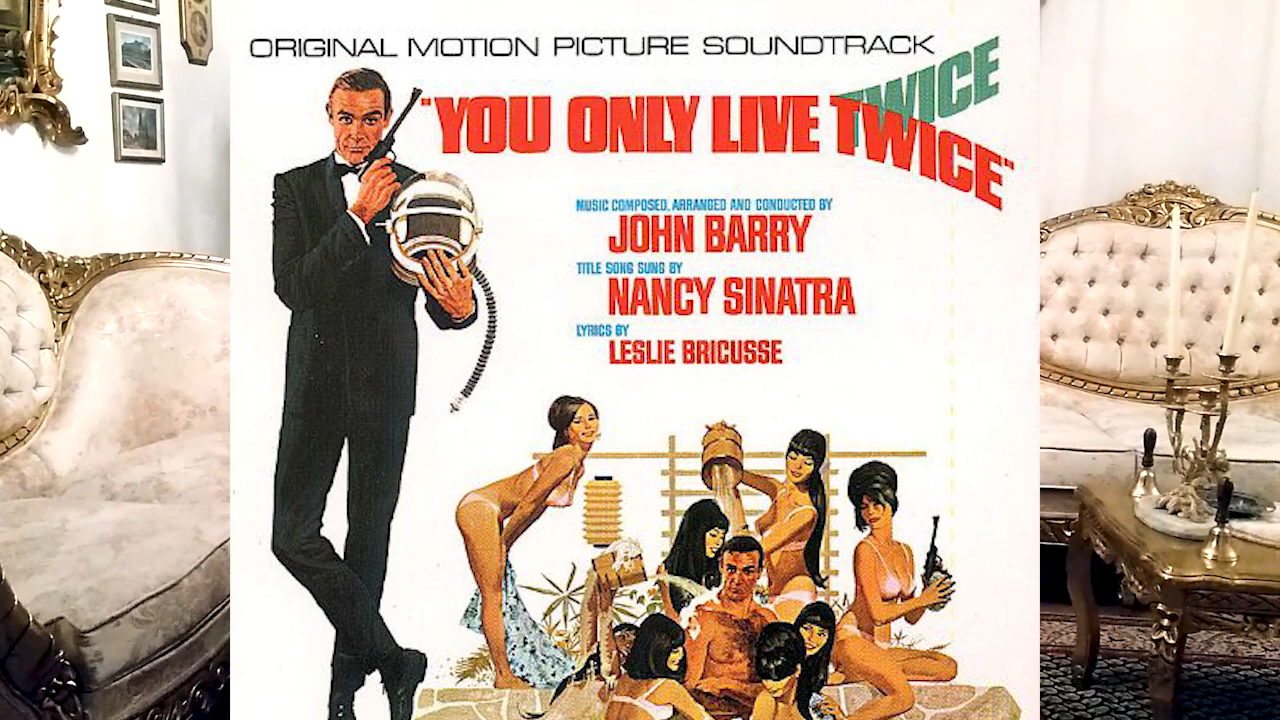 ORIGINAL MOTION PICTURE SOUNDTRACK
TWICE
"YOU ONLY LIVE TWICE"
MUSIC COMPOSED, ARRANGED AND CONDUCTED BY
JOHN BARRY
TITLE SONG SUNG BY
NANCY SINATRA
LYRICS BY
LESLIE BRICUSSE